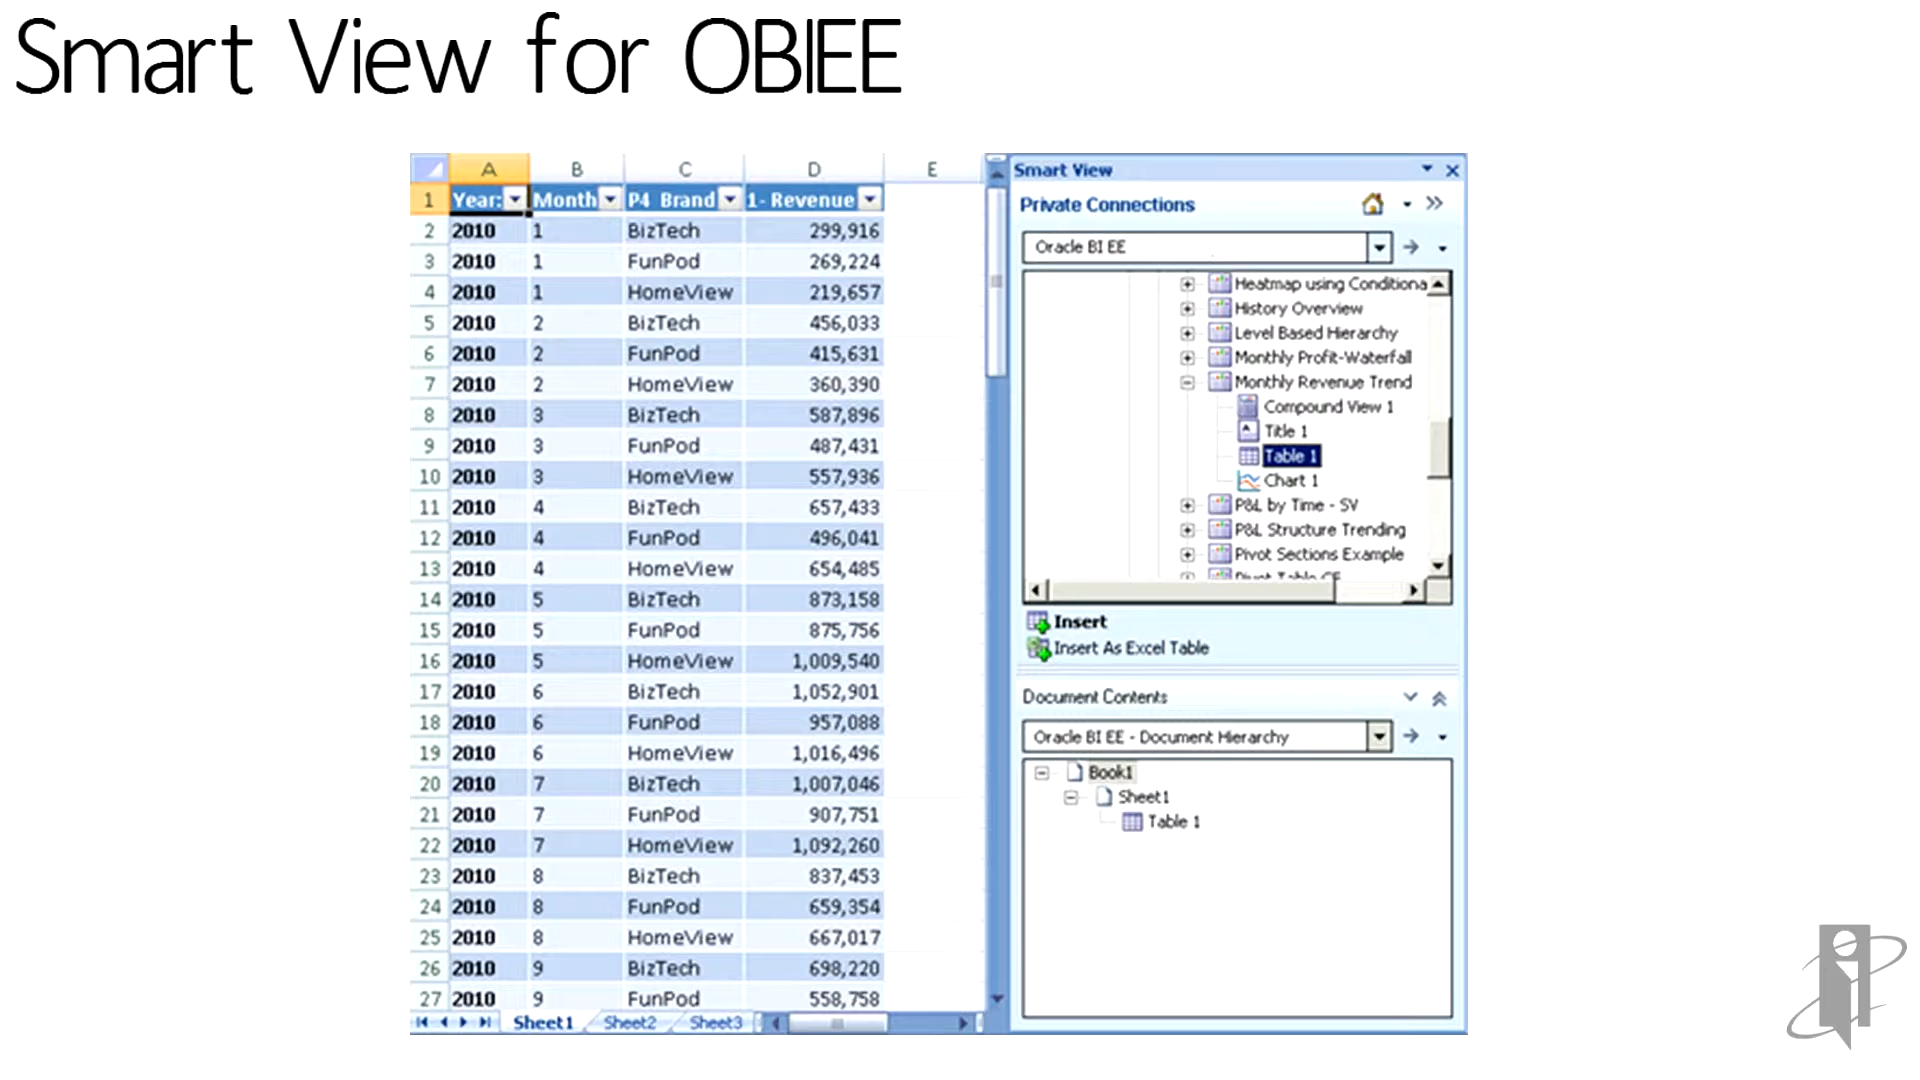 Smart View for OBIEE
A B C D E
1 Year: Month P4 Brand 1- Revenue
2 2010 1 BizTech 299,916
3 2010 1 FunPod 269,224
4 2010 1 HomeView 219,657
5 2010 2 BizTech 456,033
6 2010 2 FunPod 415,631
7 2010 2 HomeView 360,390
8 2010 3 BizTech 587,896
9 2010 3 FunPod 487,431
10 2010 3 HomeView 557,936
11 2010 4 BizTech 657,433
12 2010 4 FunPod 496,041
13 2010 4 HomeView 654,485
14 2010 5 BizTech 873,158
15 2010 5 FunPod 875,756
16 2010 5 HomeView 1,009,540
17 2010 6 BizTech 1,052,901
18 2010 6 FunPod 957,088
19 2010 6 HomeView 1,016,496
20 2010 7 BizTech 1,007,046
21 2010 7 FunPod 907,751
22 2010 7 HomeView 1,092,260
23 2010 8 BizTech 837,453
24 2010 8 FunPod 659,354
25 2010 8 HomeView 667,017
26 2010 9 BizTech 698,220
27 2010 9 FunPod 558,758
Sheet1 Sheet2 Sheet3
Smart View
Private Connections
Oracle BI EE
Heatmap using Conditiona
History Overview
Level Based Hierarchy
Monthly Profit-Waterfall
Monthly Revenue Trend
Compound View 1
Title 1
Table 1
Chart 1
P&L by Time - SV
P&L Structure Trending
Pivot Sections Example
Pivot Table
Insert
Insert As Excel Table
Document Contents
Oracle BI EE - Document Hierarchy
Book1
Sheet1
Table 1